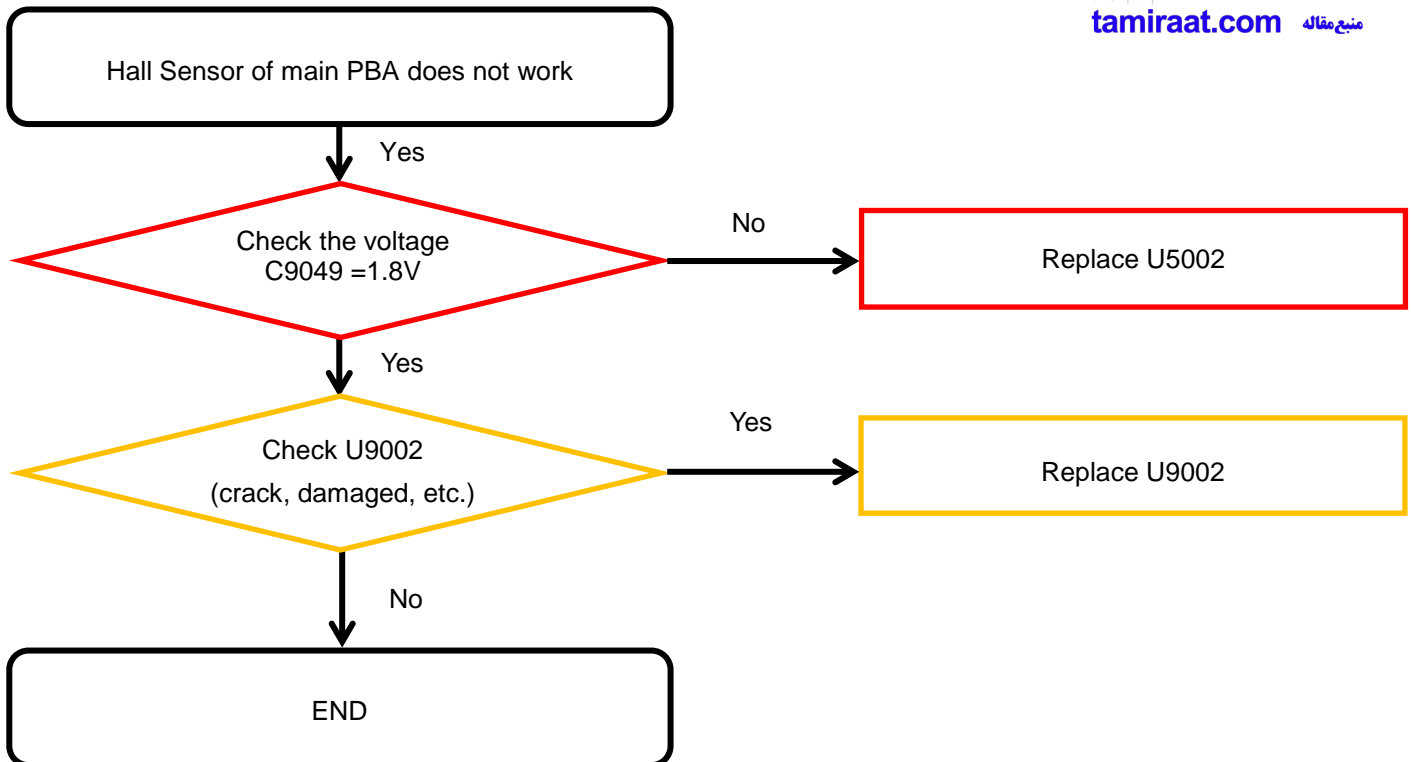 tamiraat.com منبع مقاله
Hall Sensor of main PBA does not work
Yes
Check the voltage
C9049 =1.8V
No
Replace U5002
Yes
Check U9002
(crack, damaged, etc.)
Yes
Replace U9002
No
END